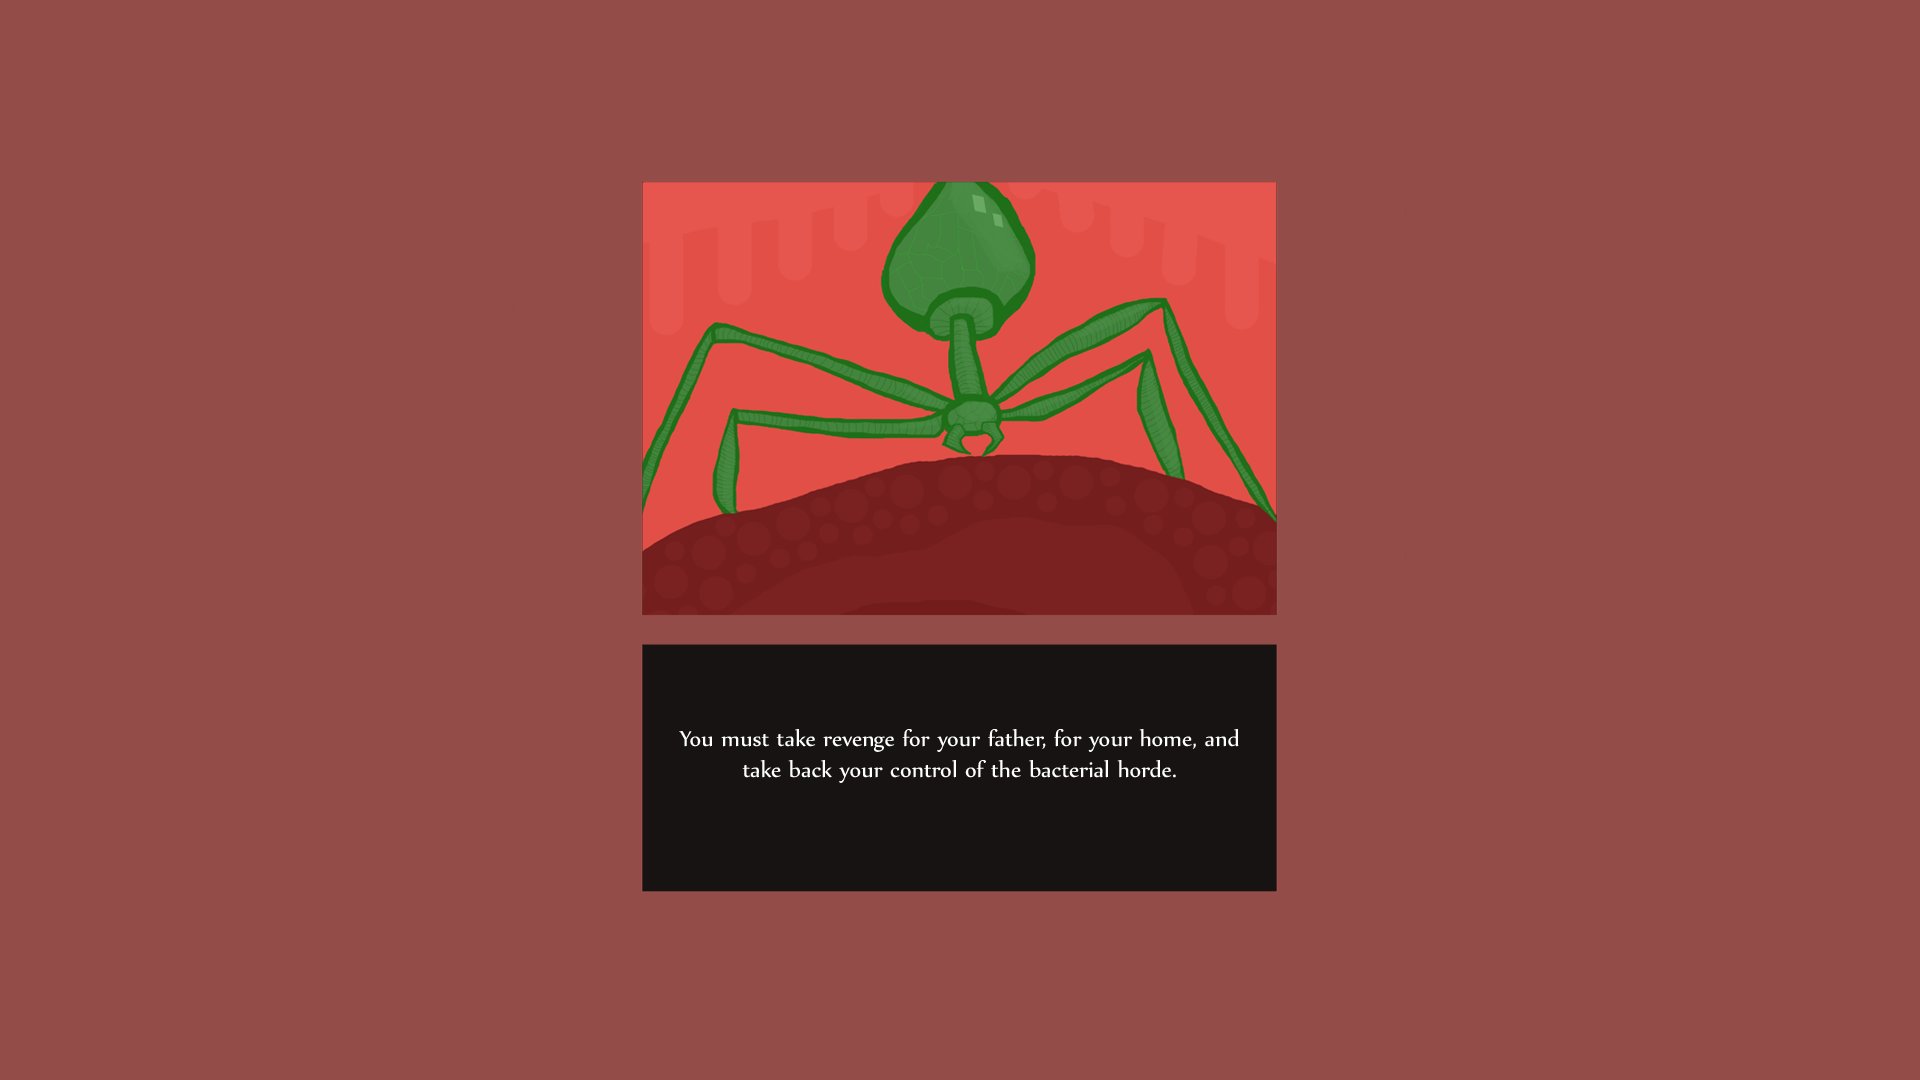 You must take revenge for your father, for your home, and
take back your control of the bacterial horde.